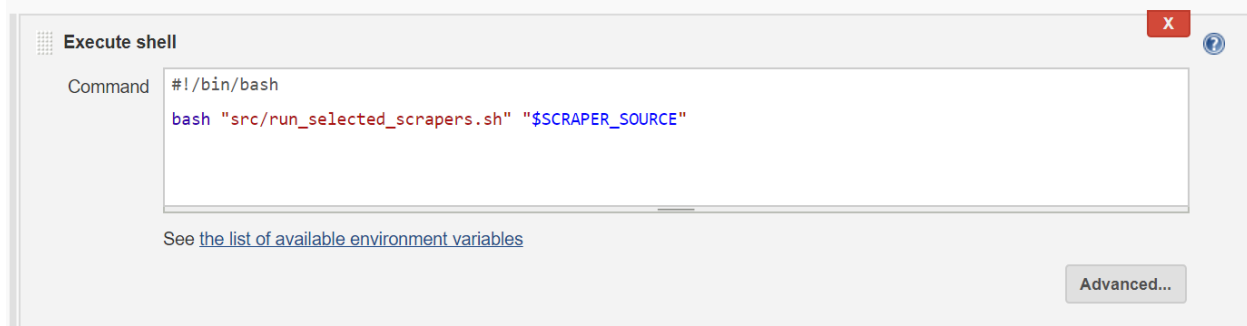 X
Execute shell
?
Command
#!/bin/bash
bash "src/run_selected_scrapers.sh" "$SCRAPER_SOURCE"
See the list of available environment variables
Advanced...